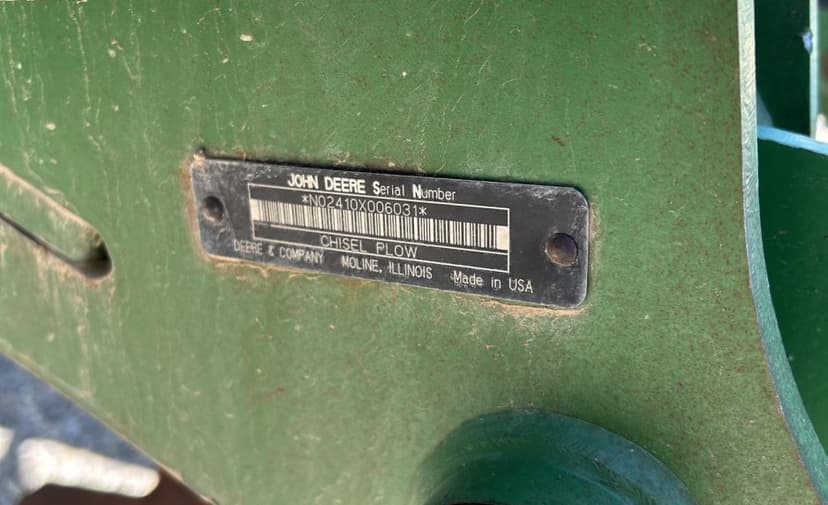 JOHN DEERE Serial Number
*N02410X006031*
CHISEL PLOW
DEERE & COMPANY MOLINE, ILLINOIS Made in USA